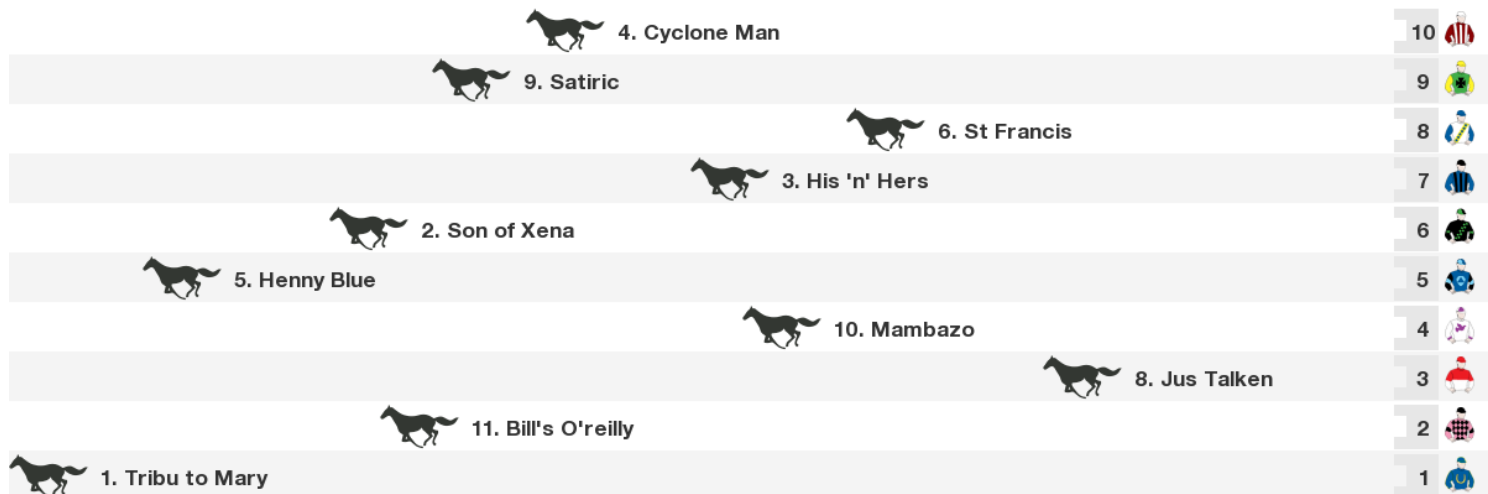 4. Cyclone Man 10
9. Satiric 9
6. St Francis 8
3. His 'n' Hers 7
2. Son of Xena 6
5. Henny Blue 5
10. Mambazo 4
8. Jus Talken 3
11. Bill's O'reilly 2
1. Tribu to Mary 1